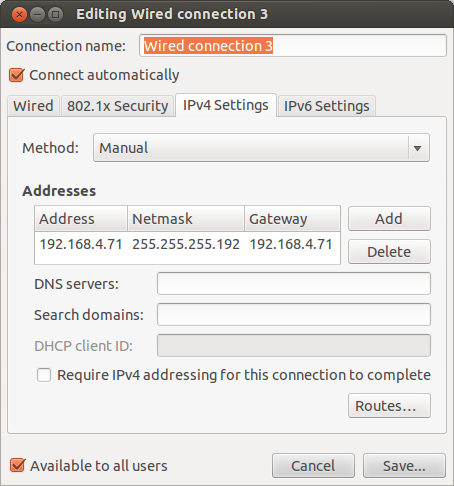 Editing Wired connection 3
Connection name: Wired connection 3
Connect automatically
Wired 802.1x Security IPv4 Settings IPv6 Settings
Method: Manual
Addresses
Address Netmask Gateway Add
192.168.4.71 255.255.255.192 192.168.4.71
Delete
DNS servers:
Search domains:
DHCP client ID:
Require IPv4 addressing for this connection to complete
Routes...
Available to all users Cancel Save...